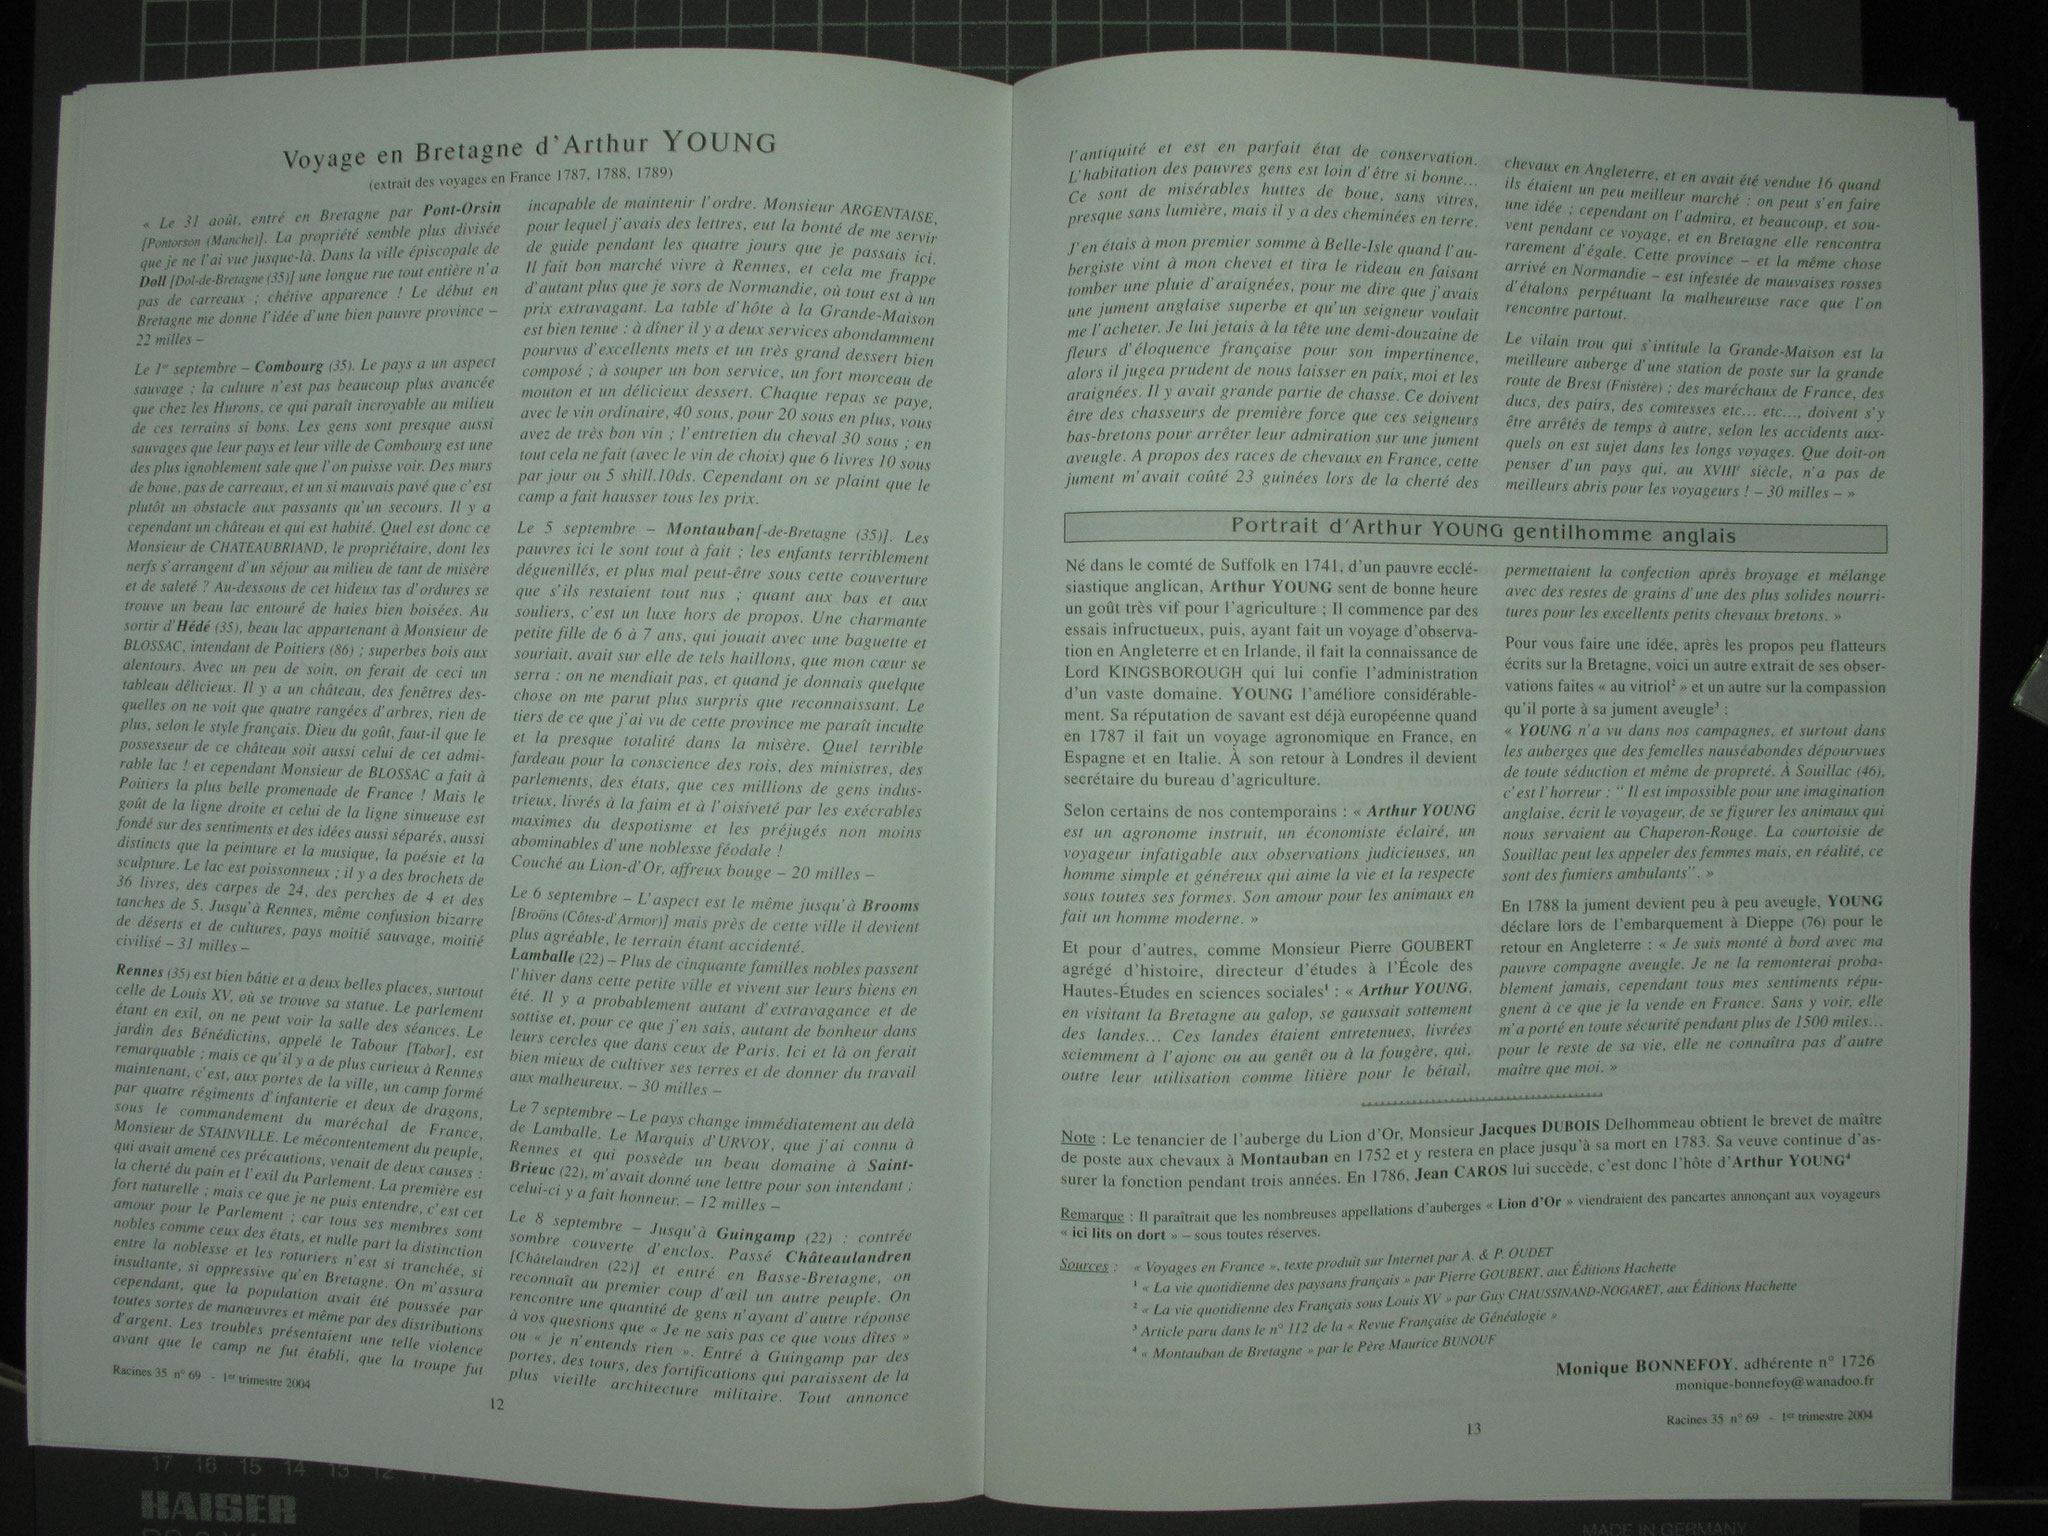 Voyage en Bretagne d'Arthur YOUNG
(extrait des voyages en France 1787, 1788, 1789)
« Le 31 août, entré en Bretagne par Pont-Orsin
[Pontorson (Manche)]. La propriété semble plus divisée
que je ne l'ai vue jusque-là. Dans la ville épiscopale de
Doll [Dol-de-Bretagne (35)] une longue rue tout entière n'a
pas de carreaux ; chétive apparence ! Le début en
Bretagne me donne l'idée d'une bien pauvre province –
22 milles –
Le 1er septembre – Combourg (35). Le pays a un aspect
sauvage ; la culture n'est pas beaucoup plus avancée
que chez les Hurons, ce qui paraît incroyable au milieu
de ces terrains si bons. Les gens sont presque aussi
sauvages que leur pays et leur ville de Combourg est une
des plus ignoblement sale que l'on puisse voir. Des murs
de boue, pas de carreaux, et un si mauvais pavé que c'est
plutôt un obstacle aux passants qu'un secours. Il y a
cependant un château et qui est habité. Quel est donc ce
Monsieur de CHATEAUBRIAND, le propriétaire, dont les
nerfs s'arrangent d'un séjour au milieu de tant de misère
et de saleté ? Au-dessous de cet hideux tas d'ordures se
trouve un beau lac entouré de haies bien boisées. Au
sortir d'Hédé (35), beau lac appartenant à Monsieur de
BLOSSAC, intendant de Poitiers (86) ; superbes bois aux
alentours. Avec un peu de soin, on ferait de ceci un
tableau délicieux. Il y a un château, des fenêtres des-
quelles on ne voit que quatre rangées d'arbres, rien de
plus, selon le style français. Dieu du goût, faut-il que le
possesseur de ce château soit aussi celui de cet admi-
rable lac ! et cependant Monsieur de BLOSSAC a fait à
Poitiers la plus belle promenade de France ! Mais le
goût de la ligne droite et celui de la ligne sinueuse est
fondé sur des sentiments et des idées aussi séparés, aussi
distincts que la peinture et la musique, la poésie et la
sculpture. Le lac est poissonneux ; il y a des brochets de
36 livres, des carpes de 24, des perches de 4 et des
tanches de 5. Jusqu'à Rennes, même confusion bizarre
de déserts et de cultures, pays moitié sauvage, moitié
civilisé – 31 milles –
Rennes (35) est bien bâtie et a deux belles places, surtout
celle de Louis XV, où se trouve sa statue. Le parlement
étant en exil, on ne peut voir la salle des séances. Le
jardin des Bénédictins, appelé le Tabour [Tabor], est
remarquable ; mais ce qu'il y a de plus curieux à Rennes
maintenant, c'est, aux portes de la ville, un camp formé
par quatre régiments d'infanterie et deux de dragons,
sous le commandement du maréchal de France,
Monsieur de STAINVILLE. Le mécontentement du peuple,
qui avait amené ces précautions, venait de deux causes :
la cherté du pain et l'exil du Parlement. La première est
fort naturelle ; mais ce que je ne puis entendre, c'est cet
amour pour le Parlement ; car tous ses membres sont
nobles comme ceux des états, et nulle part la distinction
entre la noblesse et les roturiers n'est si tranchée, si
insultante, si oppressive qu'en Bretagne. On m'assura
cependant, que la population avait été poussée par
toutes sortes de manœuvres et même par des distributions
d'argent. Les troubles présentaient une telle violence
avant que le camp ne fut établi, que la troupe fut
incapable de maintenir l'ordre. Monsieur ARGENTAISE,
pour lequel j'avais des lettres, eut la bonté de me servir
de guide pendant les quatre jours que je passais ici.
Il fait bon marché vivre à Rennes, et cela me frappe
d'autant plus que je sors de Normandie, où tout est à un
prix extravagant. La table d'hôte à la Grande-Maison
est bien tenue : à dîner il y a deux services abondamment
pourvus d'excellents mets et un très grand dessert bien
composé ; à souper un bon service, un fort morceau de
mouton et un délicieux dessert. Chaque repas se paye,
avec le vin ordinaire, 40 sous, pour 20 sous en plus, vous
avez de très bon vin ; l'entretien du cheval 30 sous ; en
tout cela ne fait (avec le vin de choix) que 6 livres 10 sous
par jour ou 5 shill.10ds. Cependant on se plaint que le
camp a fait hausser tous les prix.
Le 5 septembre – Montauban[-de-Bretagne (35)]. Les
pauvres ici le sont tout à fait ; les enfants terriblement
déguenillés, et plus mal peut-être sous cette couverture
que s'ils restaient tout nus ; quant aux bas et aux
souliers, c'est un luxe hors de propos. Une charmante
petite fille de 6 à 7 ans, qui jouait avec une baguette et
souriait, avait sur elle de tels haillons, que mon cœur se
serra : on ne mendiait pas, et quand je donnais quelque
chose on me parut plus surpris que reconnaissant. Le
tiers de ce que j'ai vu de cette province me paraît inculte
et la presque totalité dans la misère. Quel terrible
fardeau pour la conscience des rois, des ministres, des
parlements, des états, que ces millions de gens indus-
trieux, livrés à la faim et à l'oisiveté par les exécrables
maximes du despotisme et les préjugés non moins
abominables d'une noblesse féodale !
Couché au Lion-d'Or, affreux bouge – 20 milles –
Le 6 septembre – L'aspect est le même jusqu'à Brooms
[Broöns (Côtes-d'Armor)] mais près de cette ville il devient
plus agréable, le terrain étant accidenté.
Lamballe (22) – Plus de cinquante familles nobles passent
l'hiver dans cette petite ville et vivent sur leurs biens en
été. Il y a probablement autant d'extravagance et de
sottise et, pour ce que j'en sais, autant de bonheur dans
leurs cercles que dans ceux de Paris. Ici et là on ferait
bien mieux de cultiver ses terres et de donner du travail
aux malheureux. – 30 milles –
Le 7 septembre – Le pays change immédiatement au delà
de Lamballe. Le Marquis d'URVOY, que j'ai connu à
Rennes et qui possède un beau domaine à Saint-
Brieuc (22), m'avait donné une lettre pour son intendant ;
celui-ci y a fait honneur. – 12 milles –
Le 8 septembre – Jusqu'à Guingamp (22) : contrée
sombre couverte d'enclos. Passé Châteaulandren
[Châtelaudren (22)] et entré en Basse-Bretagne, on
reconnaît au premier coup d'œil un autre peuple. On
rencontre une quantité de gens n'ayant d'autre réponse
à vos questions que « Je ne sais pas ce que vous dîtes »
ou « je n'entends rien ». Entré à Guingamp par des
portes, des tours, des fortifications qui paraissent de la
plus vieille architecture militaire. Tout annonce
Racines 35 n° 69 - 1er trimestre 2004
12
l'antiquité et est en parfait état de conservation.
L'habitation des pauvres gens est loin d'être si bonne...
Ce sont de misérables huttes de boue, sans vitres,
presque sans lumière, mais il y a des cheminées en terre.
J'en étais à mon premier somme à Belle-Isle quand l'au-
bergiste vint à mon chevet et tira le rideau en faisant
tomber une pluie d'araignées, pour me dire que j'avais
une jument anglaise superbe et qu'un seigneur voulait
me l'acheter. Je lui jetais à la tête une demi-douzaine de
fleurs d'éloquence française pour son impertinence,
alors il jugea prudent de nous laisser en paix, moi et les
araignées. Il y avait grande partie de chasse. Ce doivent
être des chasseurs de première force que ces seigneurs
bas-bretons pour arrêter leur admiration sur une jument
aveugle. A propos des races de chevaux en France, cette
jument m'avait coûté 23 guinées lors de la cherté des
chevaux en Angleterre, et en avait été vendue 16 quand
ils étaient un peu meilleur marché : on peut s'en faire
une idée ; cependant on l'admira, et beaucoup, et sou-
vent pendant ce voyage, et en Bretagne elle rencontra
rarement d'égale. Cette province – et la même chose
arrivé en Normandie – est infestée de mauvaises rosses
d'étalons perpétuant la malheureuse race que l'on
rencontre partout.
Le vilain trou qui s'intitule la Grande-Maison est la
meilleure auberge d'une station de poste sur la grande
route de Brest (Fnistère) ; des maréchaux de France, des
ducs, des pairs, des comtesses etc... etc..., doivent s'y
être arrêtés de temps à autre, selon les accidents aux-
quels on est sujet dans les longs voyages. Que doit-on
penser d'un pays qui, au XVIIIe siècle, n'a pas de
meilleurs abris pour les voyageurs ! – 30 milles – »
Portrait d'Arthur YOUNG gentilhomme anglais
Né dans le comté de Suffolk en 1741, d'un pauvre ecclé-
siastique anglican, Arthur YOUNG sent de bonne heure
un goût très vif pour l'agriculture ; Il commence par des
essais infructueux, puis, ayant fait un voyage d'observa-
tion en Angleterre et en Irlande, il fait la connaissance de
Lord KINGSBOROUGH qui lui confie l'administration
d'un vaste domaine. YOUNG l'améliore considérable-
ment. Sa réputation de savant est déjà européenne quand
en 1787 il fait un voyage agronomique en France, en
Espagne et en Italie. À son retour à Londres il devient
secrétaire du bureau d'agriculture.
Selon certains de nos contemporains : « Arthur YOUNG
est un agronome instruit, un économiste éclairé, un
voyageur infatigable aux observations judicieuses, un
homme simple et généreux qui aime la vie et la respecte
sous toutes ses formes. Son amour pour les animaux en
fait un homme moderne. »
Et pour d'autres, comme Monsieur Pierre GOUBERT
agrégé d'histoire, directeur d'études à l'École des
Hautes-Études en sciences sociales¹ : « Arthur YOUNG,
en visitant la Bretagne au galop, se gaussait sottement
des landes... Ces landes étaient entretenues, livrées
sciemment à l'ajonc ou au genêt ou à la fougère, qui,
outre leur utilisation comme litière pour le bétail,
permettaient la confection après broyage et mélange
avec des restes de grains d'une des plus solides nourri-
tures pour les excellents petits chevaux bretons. »
Pour vous faire une idée, après les propos peu flatteurs
écrits sur la Bretagne, voici un autre extrait de ses obser-
vations faites « au vitriol² » et un autre sur la compassion
qu'il porte à sa jument aveugle³ :
« YOUNG n'a vu dans nos campagnes, et surtout dans
les auberges que des femelles nauséabondes dépourvues
de toute séduction et même de propreté. À Souillac (46),
c'est l'horreur : " Il est impossible pour une imagination
anglaise, écrit le voyageur, de se figurer les animaux qui
nous servaient au Chaperon-Rouge. La courtoisie de
Souillac peut les appeler des femmes mais, en réalité, ce
sont des fumiers ambulants". »
En 1788 la jument devient peu à peu aveugle, YOUNG
déclare lors de l'embarquement à Dieppe (76) pour le
retour en Angleterre : « Je suis monté à bord avec ma
pauvre compagne aveugle. Je ne la remonterai proba-
blement jamais, cependant tous mes sentiments répu-
gnent à ce que je la vende en France. Sans y voir, elle
m'a porté en toute sécurité pendant plus de 1500 miles...
pour le reste de sa vie, elle ne connaîtra pas d'autre
maître que moi. »
Note : Le tenancier de l'auberge du Lion d'Or, Monsieur Jacques DUBOIS Delhommeau obtient le brevet de maître
de poste aux chevaux à Montauban en 1752 et y restera en place jusqu'à sa mort en 1783. Sa veuve continue d'as-
surer la fonction pendant trois années. En 1786, Jean CAROS lui succède, c'est donc l'hôte d'Arthur YOUNG⁴
Remarque : Il paraîtrait que les nombreuses appellations d'auberges « Lion d'Or » viendraient des pancartes annonçant aux voyageurs
« ici lits on dort » – sous toutes réserves.
Sources : « Voyages en France », texte produit sur Internet par A. & P. OUDET
¹ « La vie quotidienne des paysans français » par Pierre GOUBERT, aux Éditions Hachette
² « La vie quotidienne des Français sous Louis XV » par Guy CHAUSSINAND-NOGARET, aux Éditions Hachette
³ Article paru dans le n° 112 de la « Revue Française de Généalogie »
⁴ « Montauban de Bretagne » par le Père Maurice BUNOUF
Monique BONNEFOY, adhérente n° 1726
monique-bonnefoy@wanadoo.fr
Racines 35 n° 69 - 1er trimestre 2004
13
17 16 15 14 13 12
HAISER
MADE IN GERMANY